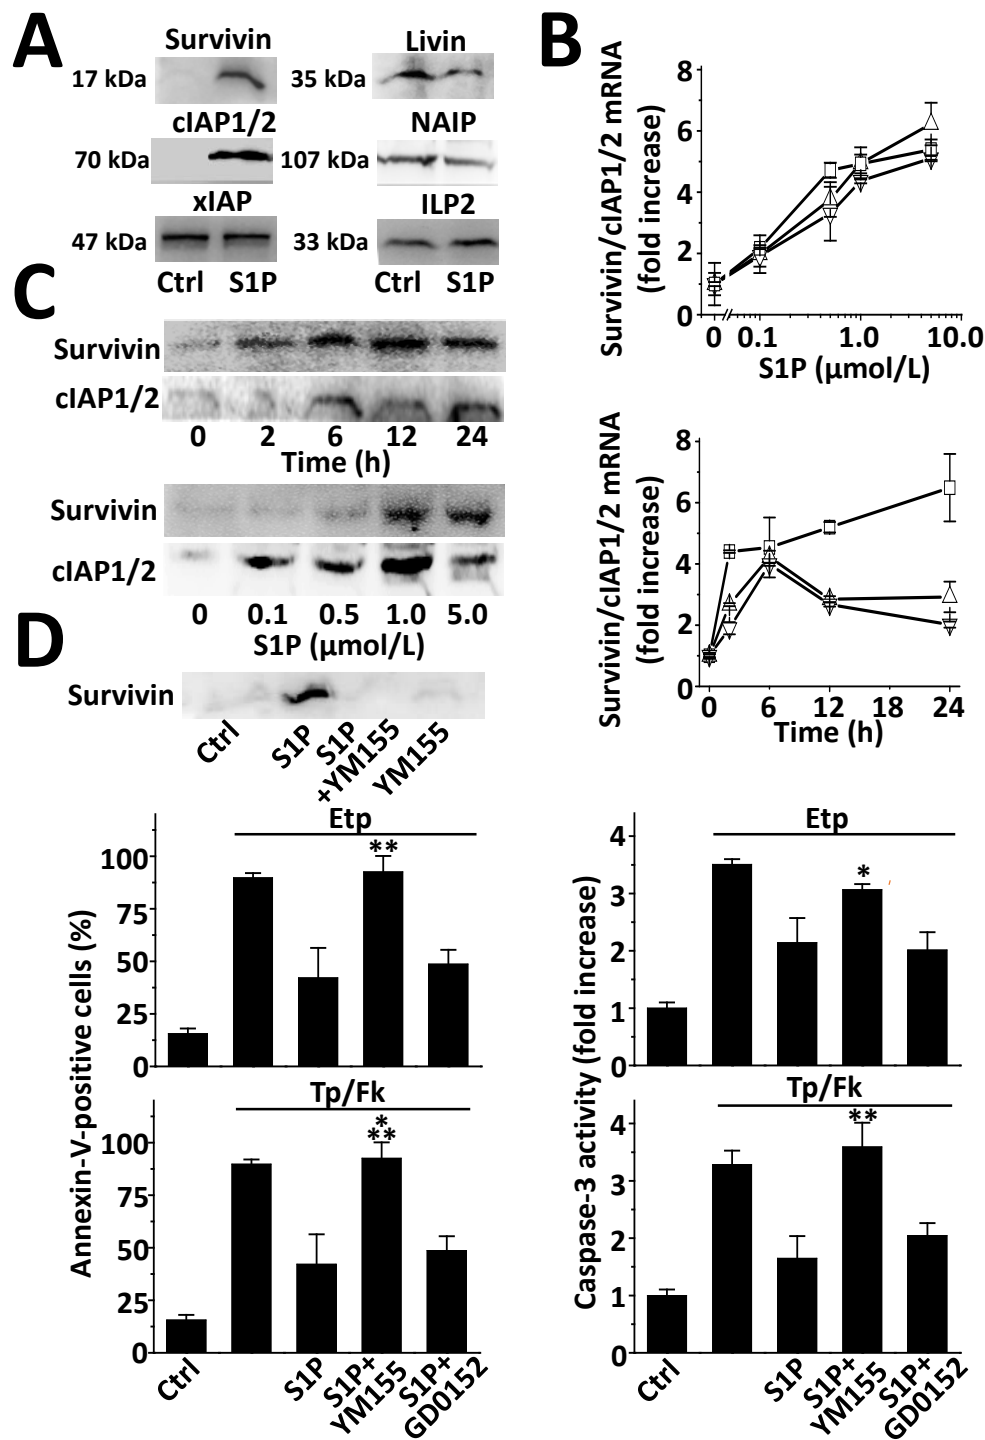 A
Survivin
Livin
17 kDa
35 kDa
cIAP1/2
NAIP
70 kDa
107 kDa
xIAP
ILP2
47 kDa
33 kDa
Ctrl S1P
Ctrl S1P
B
Survivin/cIAP1/2 mRNA
(fold increase)
8
6
4
2
0
0 0.1 1.0 10.0
S1P (µmol/L)
Survivin/cIAP1/2 mRNA
(fold increase)
8
6
4
2
0
0 6 12 18 24
Time (h)
C
Survivin
cIAP1/2
0 2 6 12 24
Time (h)
Survivin
cIAP1/2
0 0.1 0.5 1.0 5.0
S1P (µmol/L)
D
Survivin
Ctrl
S1P
S1P
+YM155
YM155
Annexin-V-positive cells (%)
Etp
**
100
75
50
25
0
Tp/Fk
*
**
100
75
50
25
0
Ctrl
S1P
S1P+
YM155
S1P+
GD0152
Caspase-3 activity (fold increase)
Etp
*
4
3
2
1
0
Tp/Fk
**
4
3
2
1
0
Ctrl
S1P
S1P+
YM155
S1P+
GD0152